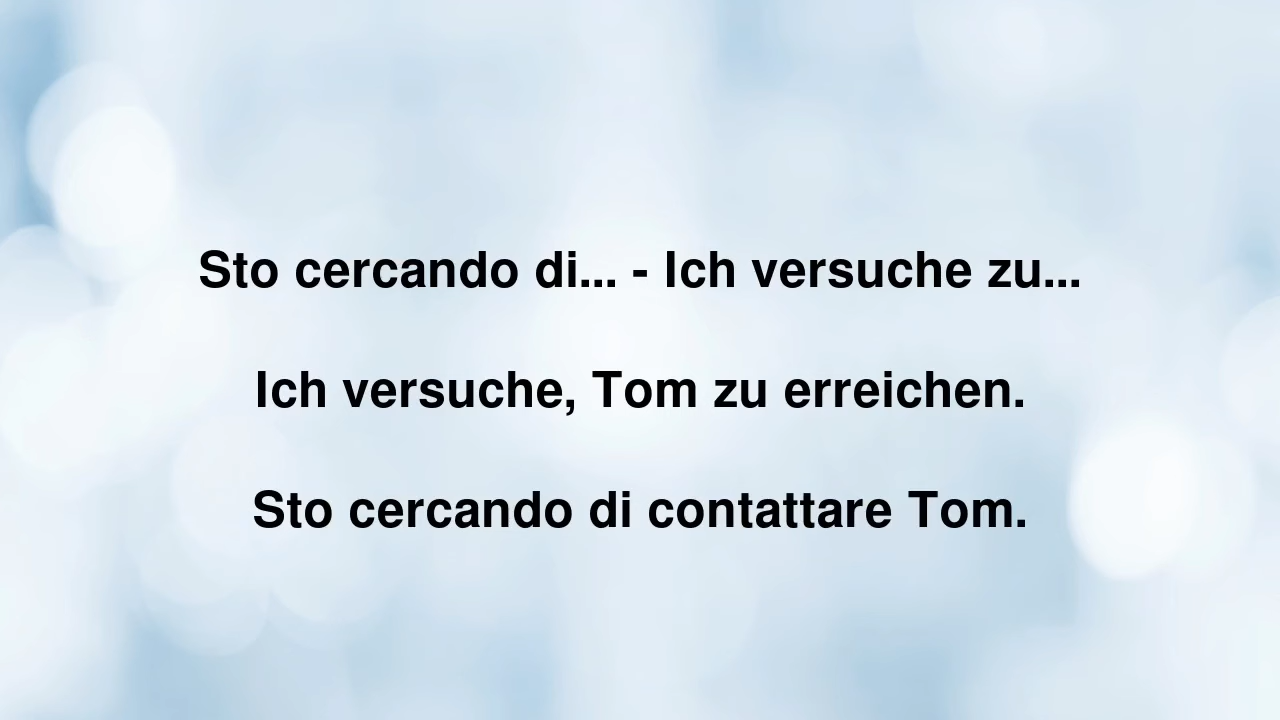 Sto cercando di... - Ich versuche zu...
Ich versuche, Tom zu erreichen.
Sto cercando di contattare Tom.